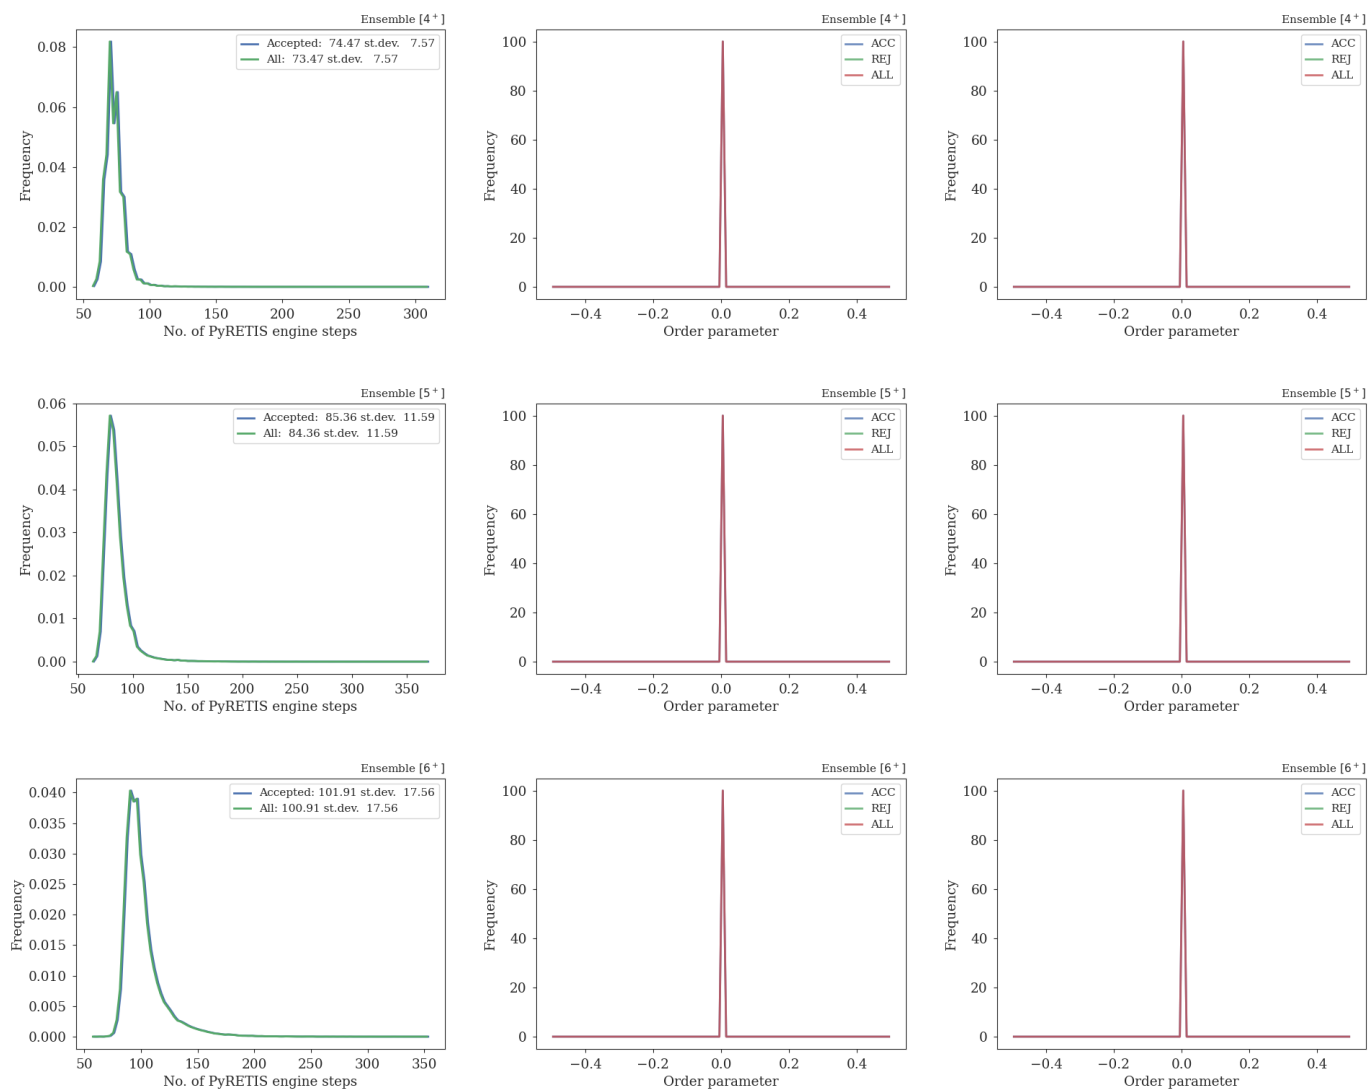 Ensemble [4⁺]
Accepted:  74.47 st.dev.   7.57
All:  73.47 st.dev.   7.57
Frequency
0.08
0.06
0.04
0.02
0.00
50 100 150 200 250 300
No. of PyRETIS engine steps
Ensemble [4⁺]
ACC
REJ
ALL
Frequency
100
80
60
40
20
0
−0.4 −0.2 0.0 0.2 0.4
Order parameter
Ensemble [4⁺]
ACC
REJ
ALL
Frequency
100
80
60
40
20
0
−0.4 −0.2 0.0 0.2 0.4
Order parameter
Ensemble [5⁺]
Accepted:  85.36 st.dev.  11.59
All:  84.36 st.dev.  11.59
Frequency
0.06
0.05
0.04
0.03
0.02
0.01
0.00
50 100 150 200 250 300 350
No. of PyRETIS engine steps
Ensemble [5⁺]
ACC
REJ
ALL
Frequency
100
80
60
40
20
0
−0.4 −0.2 0.0 0.2 0.4
Order parameter
Ensemble [5⁺]
ACC
REJ
ALL
Frequency
100
80
60
40
20
0
−0.4 −0.2 0.0 0.2 0.4
Order parameter
Ensemble [6⁺]
Accepted: 101.91 st.dev.  17.56
All: 100.91 st.dev.  17.56
Frequency
0.040
0.035
0.030
0.025
0.020
0.015
0.010
0.005
0.000
50 100 150 200 250 300 350
No. of PyRETIS engine steps
Ensemble [6⁺]
ACC
REJ
ALL
Frequency
100
80
60
40
20
0
−0.4 −0.2 0.0 0.2 0.4
Order parameter
Ensemble [6⁺]
ACC
REJ
ALL
Frequency
100
80
60
40
20
0
−0.4 −0.2 0.0 0.2 0.4
Order parameter